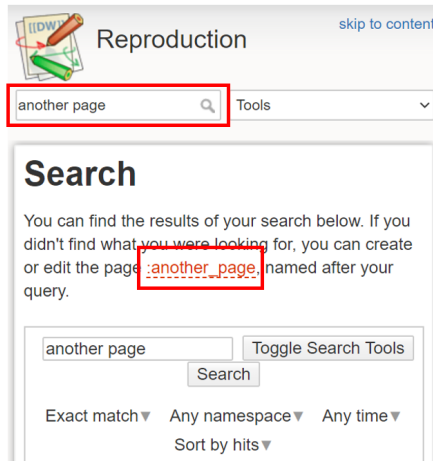 [[DW]]
skip to content
Reproduction
another page
Tools
Search
You can find the results of your search below. If you
didn't find what you were looking for, you can create
or edit the page :another_page, named after your
query.
another page
Toggle Search Tools
Search
Exact match▼ Any namespace▼ Any time▼
Sort by hits▼